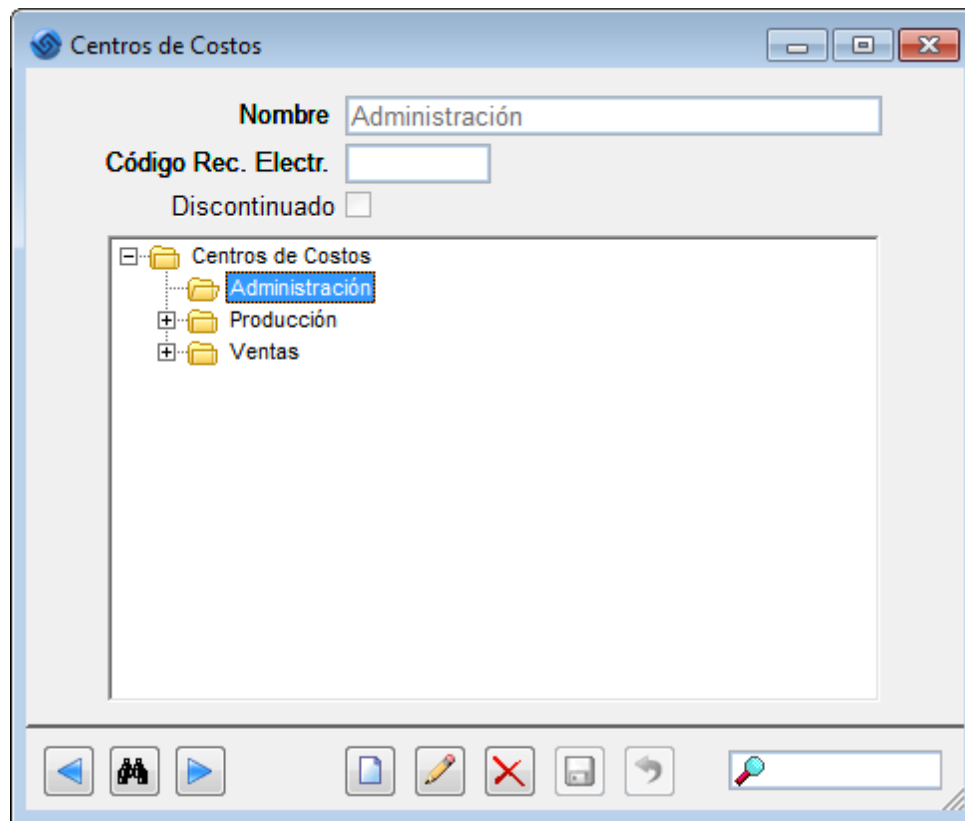 Centros de Costos
Nombre Administración
Código Rec. Electr.
Discontinuado
Centros de Costos
Administración
Producción
Ventas